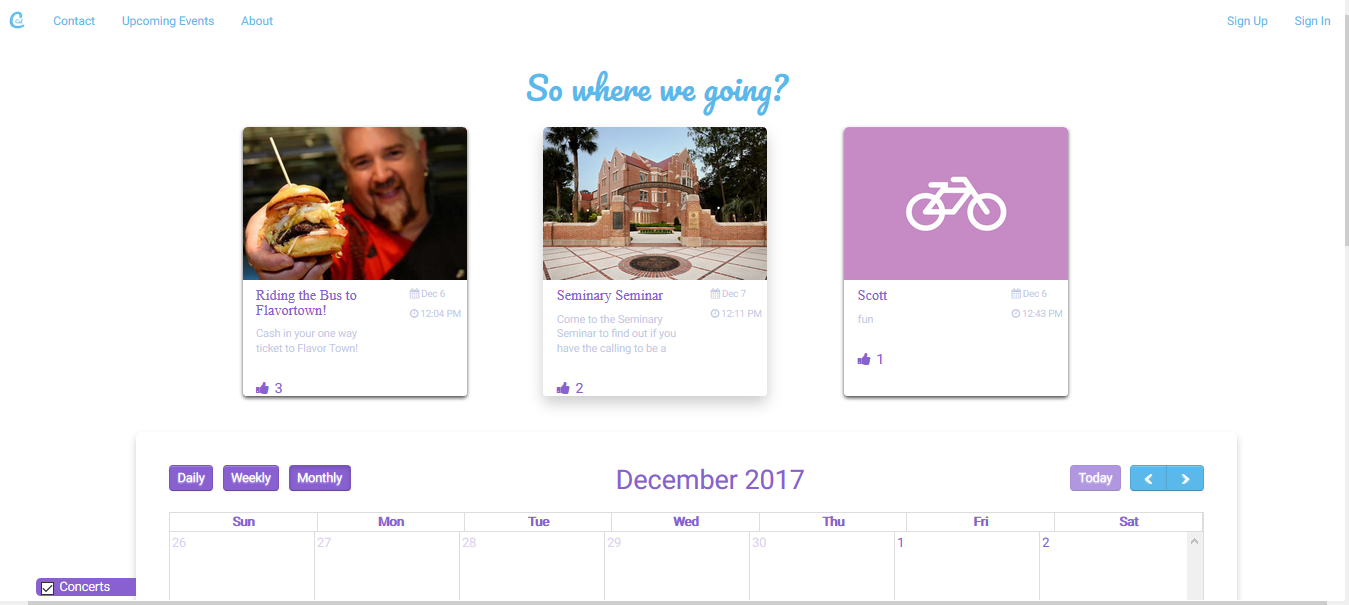 Contact
Upcoming Events
About
Sign Up
Sign In
So where we going?
Riding the Bus to
Flavortown!
Dec 6
12:04 PM
Cash in your one way
ticket to Flavor Town!
3
Seminary Seminar
Dec 7
12:11 PM
Come to the Seminary
Seminar to find out if you
have the calling to be a
2
Scott
Dec 6
12:43 PM
fun
1
Daily
Weekly
Monthly
December 2017
Today
Sun Mon Tue Wed Thu Fri Sat
26 27 28 29 30 1 2
Concerts